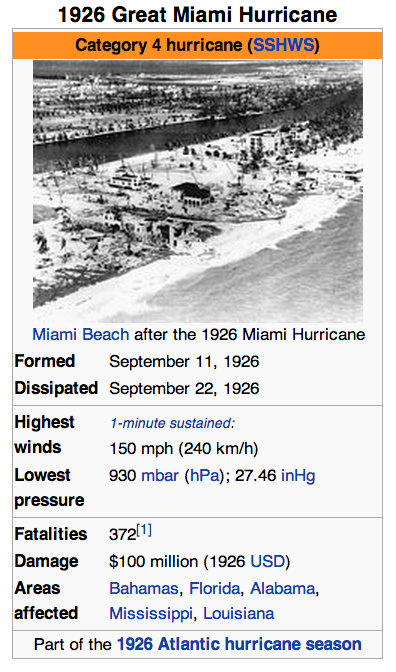 1926 Great Miami Hurricane
Category 4 hurricane (SSHWS)
Miami Beach after the 1926 Miami Hurricane
Formed September 11, 1926
Dissipated September 22, 1926
Highest winds 1-minute sustained:
150 mph (240 km/h)
Lowest pressure 930 mbar (hPa); 27.46 inHg
Fatalities 372[1]
Damage $100 million (1926 USD)
Areas affected Bahamas, Florida, Alabama,
Mississippi, Louisiana
Part of the 1926 Atlantic hurricane season